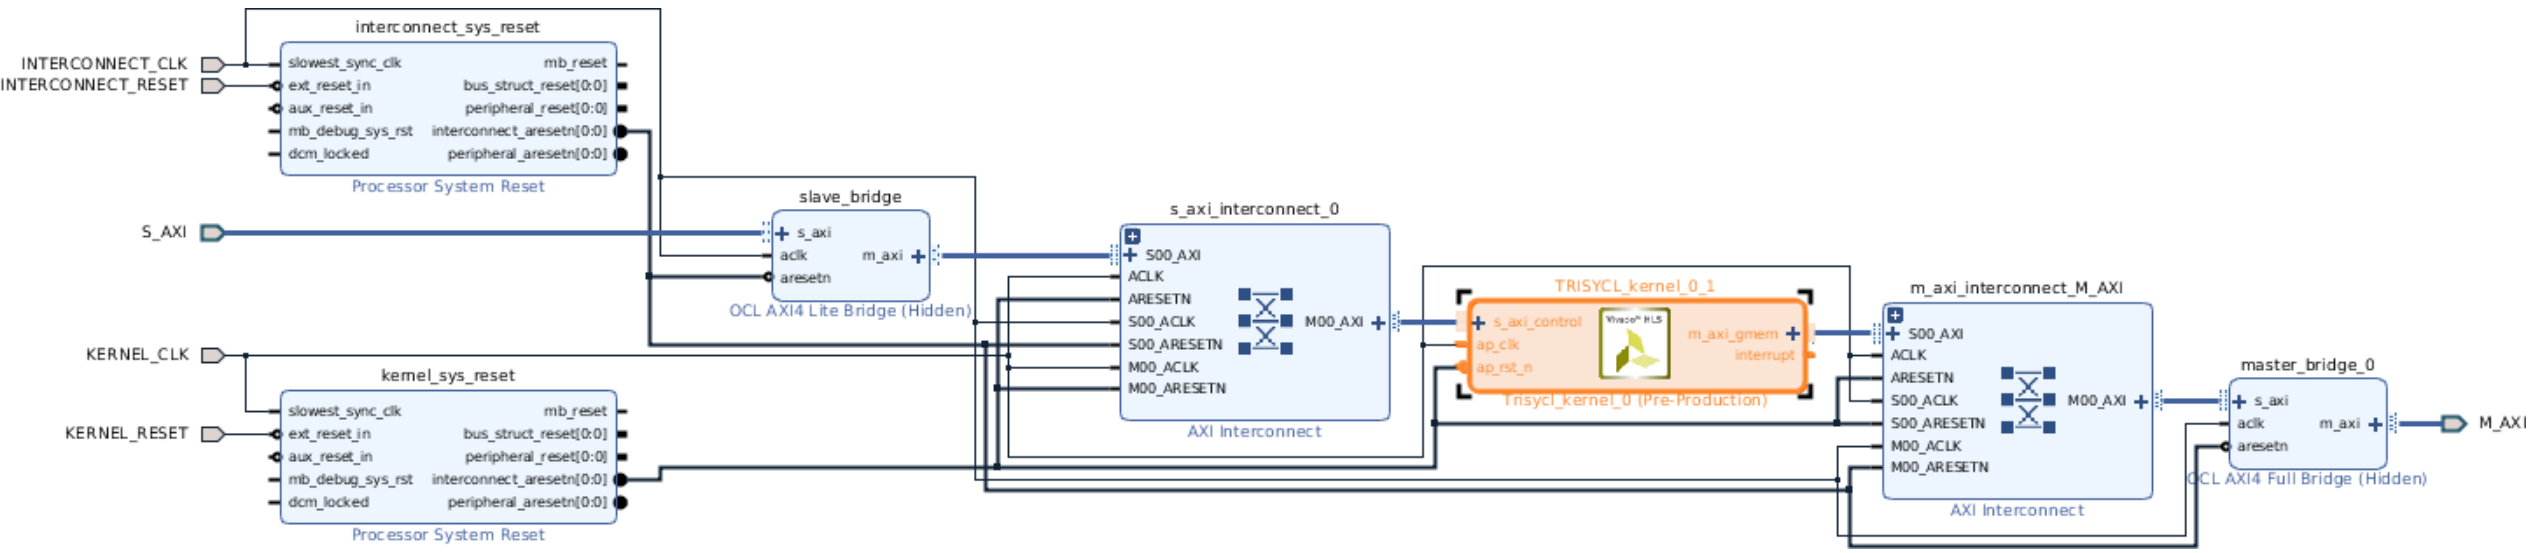 interconnect_sys_reset
INTERCONNECT_CLK
INTERCONNECT_RESET
slowest_sync_clk
mb_reset
ext_reset_in
bus_struct_reset[0:0]
aux_reset_in
peripheral_reset[0:0]
mb_debug_sys_rst
interconnect_aresetn[0:0]
dcm_locked
peripheral_aresetn[0:0]
Processor System Reset
S_AXI
slave_bridge
s_axi
aclk
m_axi
aresetn
OCL AXI4 Lite Bridge (Hidden)
KERNEL_CLK
KERNEL_RESET
kernel_sys_reset
slowest_sync_clk
mb_reset
ext_reset_in
bus_struct_reset[0:0]
aux_reset_in
peripheral_reset[0:0]
mb_debug_sys_rst
interconnect_aresetn[0:0]
dcm_locked
peripheral_aresetn[0:0]
Processor System Reset
s_axi_interconnect_0
S00_AXI
ACLK
ARESETN
S00_ACLK
M00_AXI
S00_ARESETN
M00_ACLK
M00_ARESETN
AXI Interconnect
TRISYCL_kernel_0_1
s_axi_control
Vivado™ HLS
m_axi_gmem
ap_clk
interrupt
ap_rst_n
Trisycl_kernel_0 (Pre-Production)
m_axi_interconnect_M_AXI
S00_AXI
ACLK
ARESETN
S00_ACLK
M00_AXI
S00_ARESETN
M00_ACLK
M00_ARESETN
AXI Interconnect
master_bridge_0
s_axi
aclk
m_axi
aresetn
OCL AXI4 Full Bridge (Hidden)
M_AXI